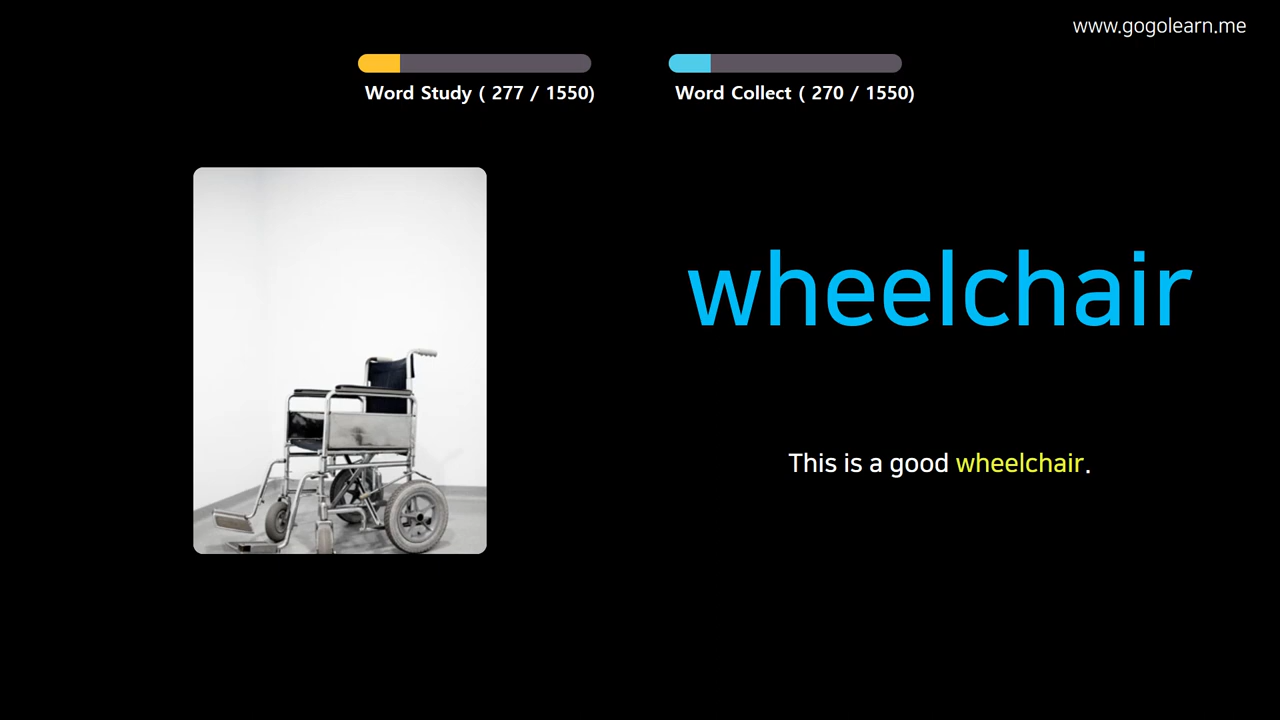 www.gogolearn.me
Word Study ( 277 / 1550)
Word Collect ( 270 / 1550)
wheelchair
This is a good wheelchair.